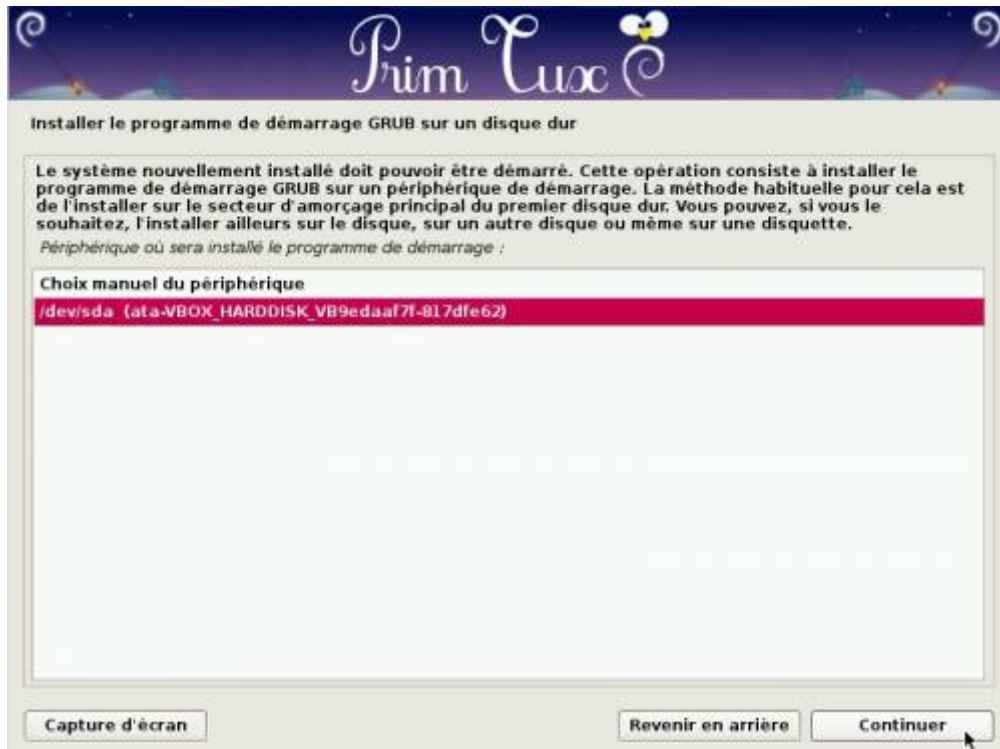 Prim Tux
Installer le programme de démarrage GRUB sur un disque dur
Le système nouvellement installé doit pouvoir être démarré. Cette opération consiste à installer le
programme de démarrage GRUB sur un périphérique de démarrage. La méthode habituelle pour cela est
de l'installer sur le secteur d'amorçage principal du premier disque dur. Vous pouvez, si vous le
souhaitez, l'installer ailleurs sur le disque, sur un autre disque ou même sur une disquette.
Périphérique où sera installé le programme de démarrage :
Choix manuel du périphérique
/dev/sda (ata-VBOX_HARDDISK_VB9edaaf7f-817dfe62)
Capture d'écran
Revenir en arrière
Continuer